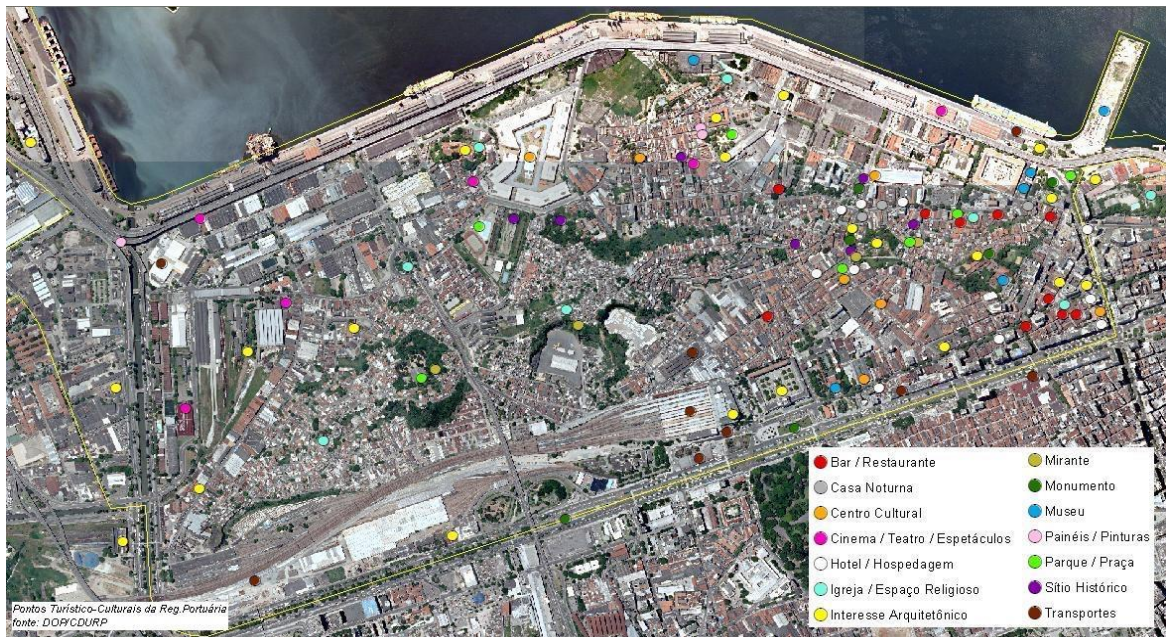 Bar / Restaurante
Casa Noturna
Centro Cultural
Cinema / Teatro / Espetáculos
Hotel / Hospedagem
Igreja / Espaço Religioso
Interesse Arquitetônico
Mirante
Monumento
Museu
Painéis / Pinturas
Parque / Praça
Sítio Histórico
Transportes
Pontos Turístico-Culturais da Reg.Portuária
fonte: DOP/CDURP